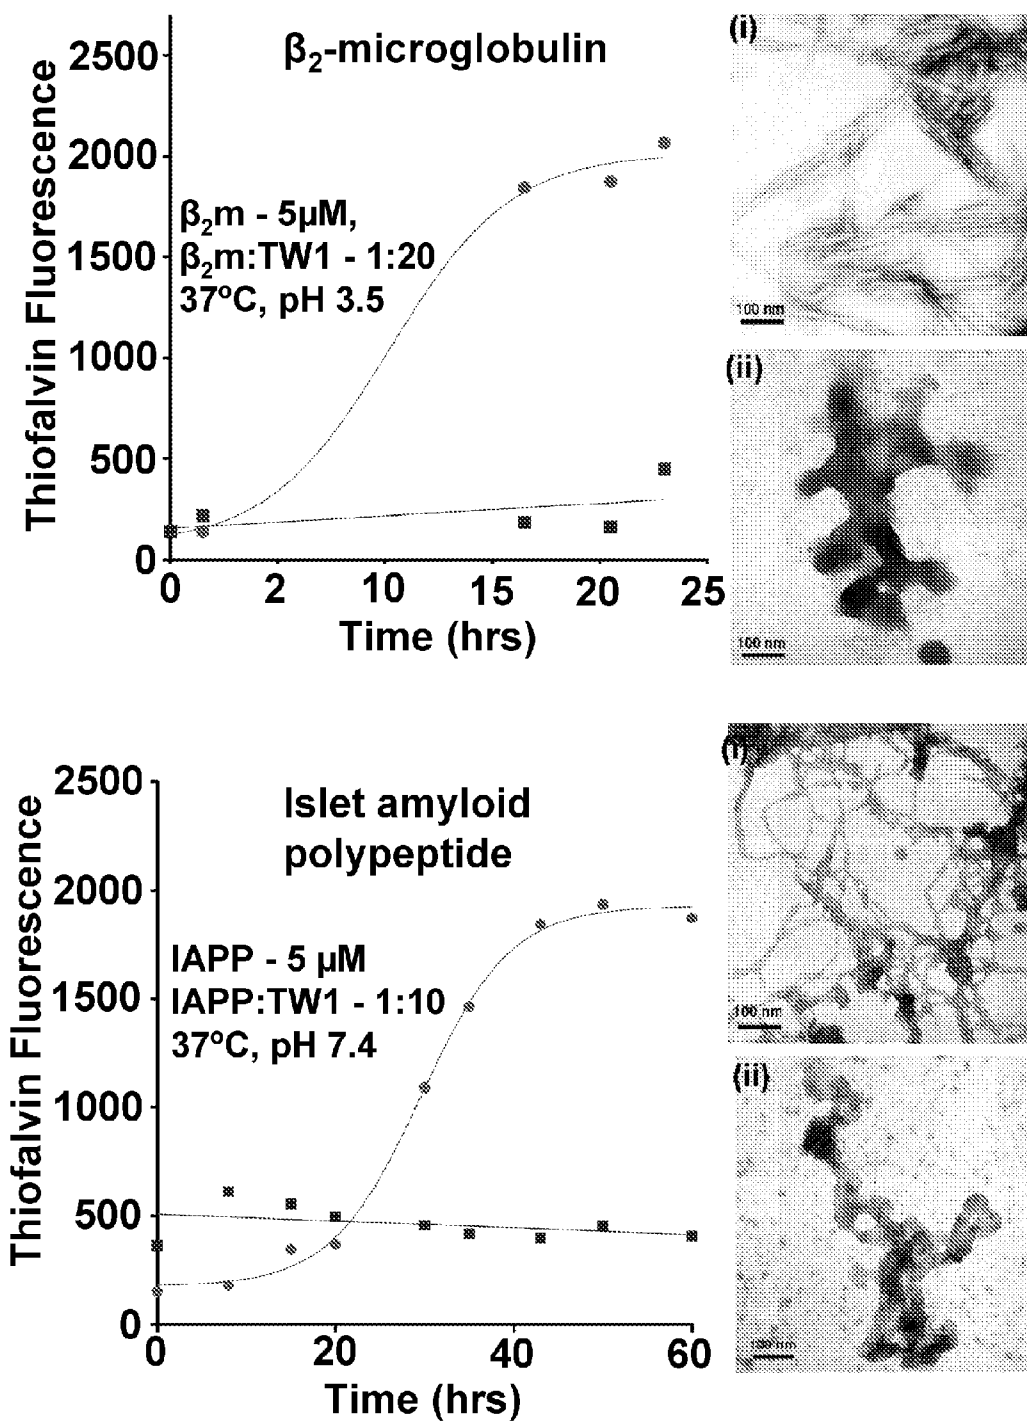 β₂-microglobulin
Thiofalvin Fluorescence
2500
2000
1500
1000
500
0
β₂m - 5µM,
β₂m:TW1 - 1:20
37ºC, pH 3.5
0 2 10 15 20 25
Time (hrs)
(i)
100 nm
(ii)
100 nm
Islet amyloid
polypeptide
Thiofalvin Fluorescence
2500
2000
1500
1000
500
0
IAPP - 5 µM
IAPP:TW1 - 1:10
37ºC, pH 7.4
0 20 40 60
Time (hrs)
(i)
100 nm
(ii)
100 nm